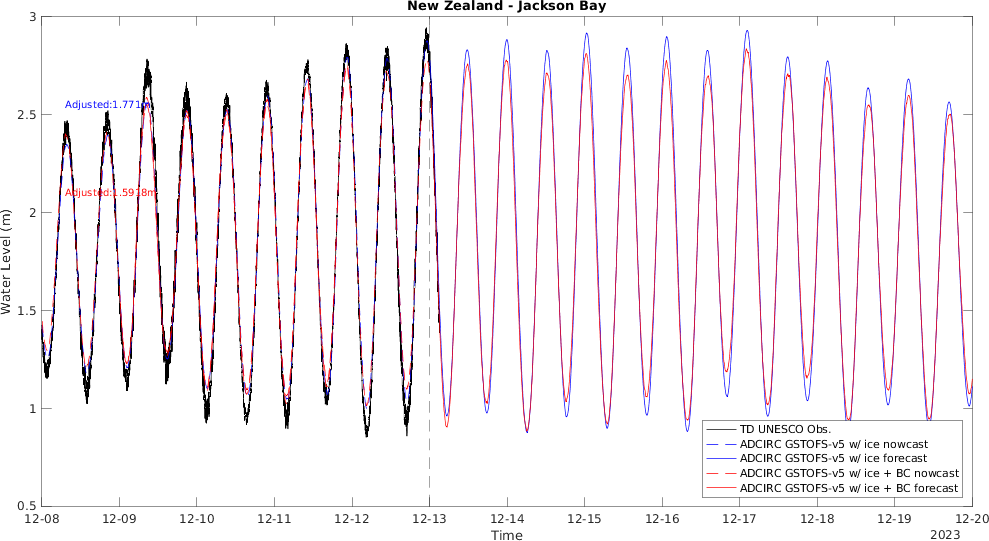 New Zealand - Jackson Bay
3
2.5
2
1.5
1
0.5
Water Level (m)
Adjusted:1.771m
Adjusted:1.5918m
TD UNESCO Obs.
ADCIRC GSTOFS-v5 w/ ice nowcast
ADCIRC GSTOFS-v5 w/ ice forecast
ADCIRC GSTOFS-v5 w/ ice + BC nowcast
ADCIRC GSTOFS-v5 w/ ice + BC forecast
12-08 12-09 12-10 12-11 12-12 12-13 12-14 12-15 12-16 12-17 12-18 12-19 12-20
Time
2023